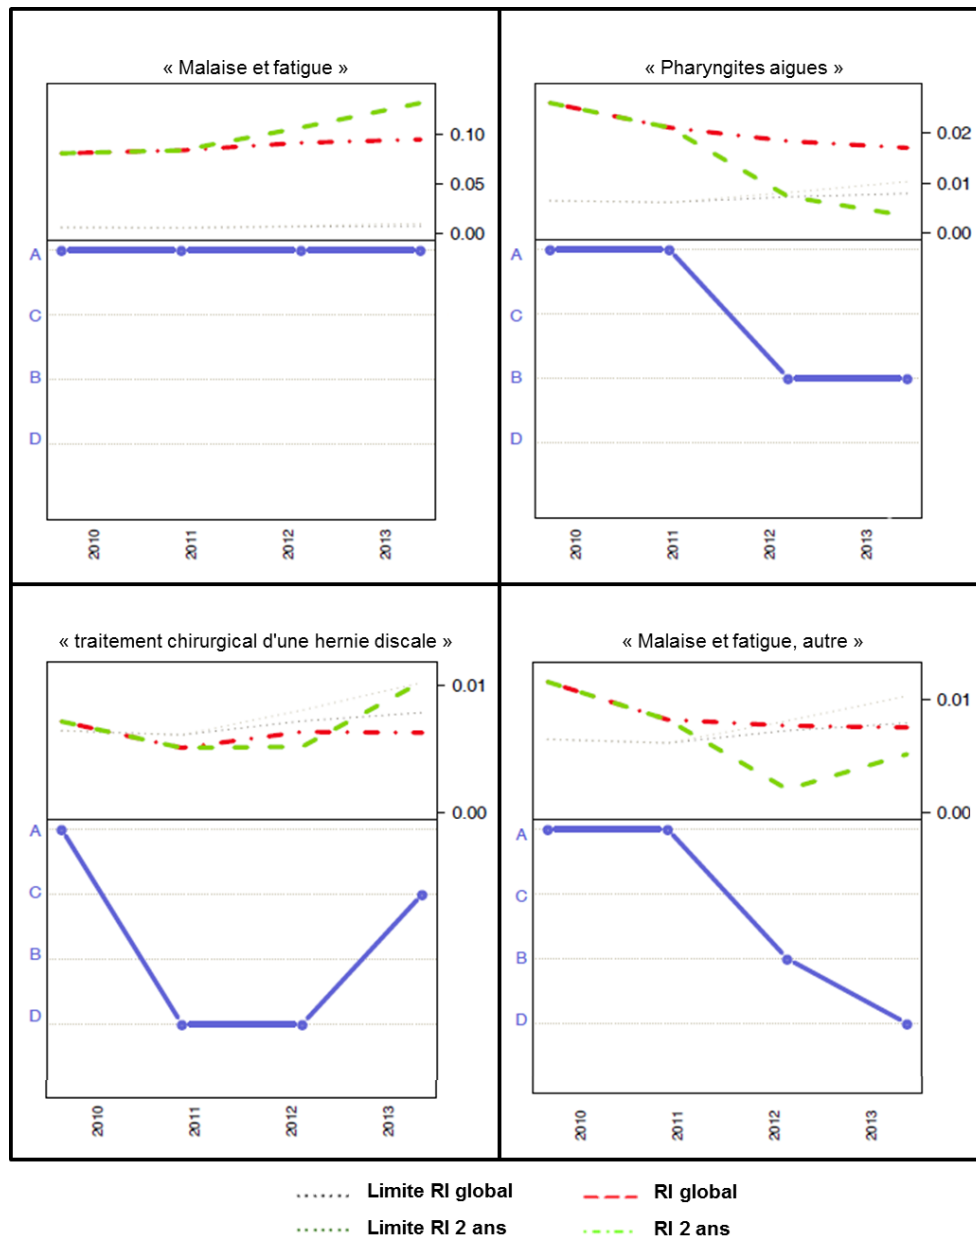 « Malaise et fatigue »
0.10
0.05
0.00
A
C
B
D
2010
2011
2012
2013
« Pharyngites aigues »
0.02
0.01
0.00
A
C
B
D
2010
2011
2012
2013
« traitement chirurgical d'une hernie discale »
0.01
0.00
A
C
B
D
2010
2011
2012
2013
« Malaise et fatigue, autre »
0.01
0.00
A
C
B
D
2010
2011
2012
2013
Limite RI global
RI global
Limite RI 2 ans
RI 2 ans